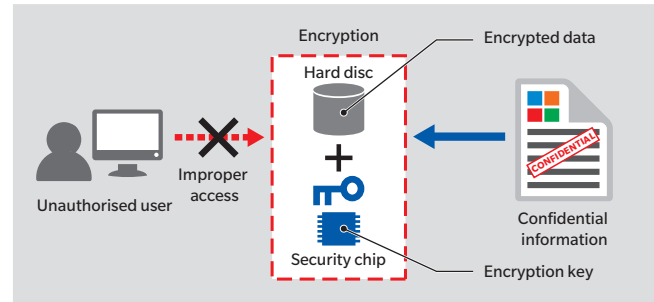 Encryption
Encrypted data
Hard disc
CONFIDENTIAL
Improper
access
Unauthorised user
Confidential
information
Security chip
Encryption key